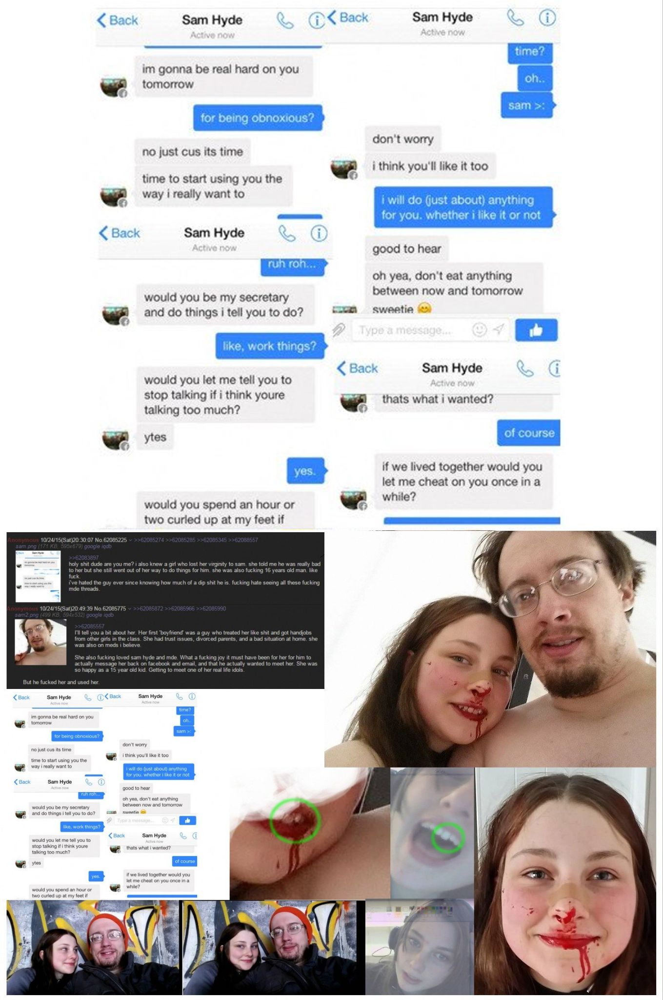 Back
Sam Hyde
Active now
im gonna be real hard on you
tomorrow
for being obnoxious?
no just cus its time
time to start using you the
way i really want to
Back
Sam Hyde
Active now
time?
oh..
sam >:
don't worry
i think you'll like it too
i will do (just about) anything
for you. whether i like it or not
good to hear
oh yea, don't eat anything
between now and tomorrow
sweetie 😊
Type a message...
Back
Sam Hyde
Active now
ruh roh...
would you be my secretary
and do things i tell you to do?
like, work things?
would you let me tell you to
stop talking if i think youre
talking too much?
ytes
yes.
would you spend an hour or
two curled up at my feet if
Back
Sam Hyde
Active now
thats what i wanted?
of course
if we lived together would you
let me cheat on you once in a
while?
Anonymous 10/24/15(Sat)20:30:07 No.62085225 >>62085274 >>62085285 >>62085345 >>62088557
sam.png (171 KB, 595x679) google iqdb
>>62083897
holy shit dude are you me? i also knew a girl who lost her virginity to sam. she told me he was really bad
to her but she still went out of her way to do things for him. she was also fucking 16 years old man. like
fuck.
i've hated the guy ever since knowing how much of a dip shit he is. fucking hate seeing all these fucking
mde threads.
Anonymous 10/24/15(Sat)20:49:39 No.62085775 >>62085872 >>62085966 >>62085990
sam2.png (499 KB, 594x532) google iqdb
>>62085557
I'll tell you a bit about her. Her first 'boyfriend' was a guy who treated her like shit and got handjobs
from other girls in the class. She had trust issues, divorced parents, and a bad situation at home. she
was also on meds i believe.
She also fucking loved sam hyde and mde. What a fucking joy it must have been for her for him to
actually message her back on facebook and email, and that he actually wanted to meet her. She was
so happy as a 15 year old kid. Getting to meet one of her real life idols.
But he fucked her and used her.
Back
Sam Hyde
Active now
im gonna be real hard on you
tomorrow
for being obnoxious?
no just cus its time
time to start using you the
way i really want to
Back
Sam Hyde
Active now
time?
oh..
sam >:
don't worry
i think you'll like it too
i will do (just about) anything
for you. whether i like it or not
good to hear
oh yea, don't eat anything
between now and tomorrow
sweetie 😊
Type a message...
Back
Sam Hyde
Active now
ruh roh...
would you be my secretary
and do things i tell you to do?
like, work things?
would you let me tell you to
stop talking if i think youre
talking too much?
ytes
yes.
would you spend an hour or
two curled up at my feet if
Back
Sam Hyde
Active now
thats what i wanted?
of course
if we lived together would you
let me cheat on you once in a
while?